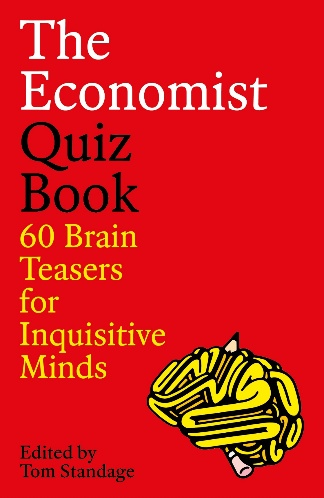 The
Economist
Quiz
Book
60 Brain
Teasers
for
Inquisitive
Minds
Edited by
Tom Standage